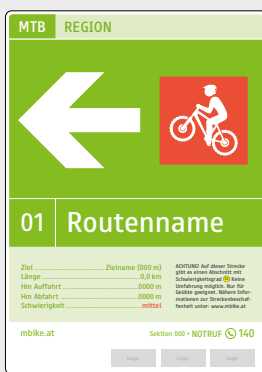 MTB REGION
01 Routenname
Ziel ........................ Zielname (000 m)
Länge ........................ 0,0 km
Hm Auffahrt ........................ 0000 m
Hm Abfahrt ........................ 0000 m
Schwierigkeit ........................ mittel
ACHTUNG! Auf dieser Strecke
gibt es einen Abschnitt mit
Schwierigkeitsgrad Keine
Umfahrung möglich. Nur für
Geübte geeignet. Nähere Infor-
mationen zur Streckenbeschaf-
fenheit unter: www.mbike.at
mbike.at
Sektion 000 • NOTRUF 140
Logo Logo Logo